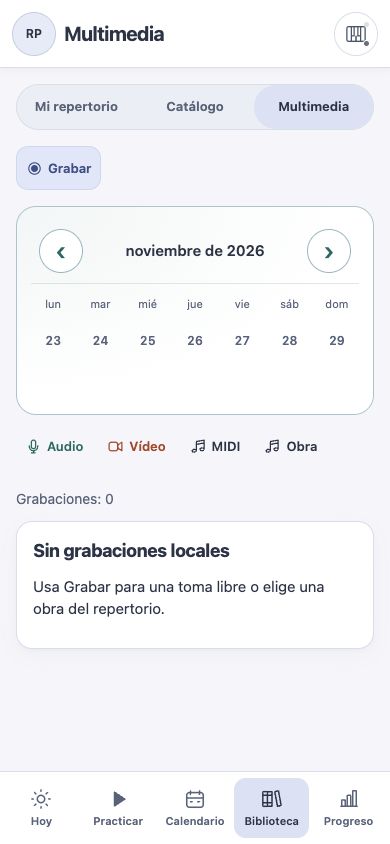 RP Multimedia
Mi repertorio Catálogo Multimedia
Grabar
‹ noviembre de 2026 ›
lun mar mié jue vie sáb dom
23 24 25 26 27 28 29
Audio Vídeo MIDI Obra
Grabaciones: 0
Sin grabaciones locales
Usa Grabar para una toma libre o elige una
obra del repertorio.
Hoy Practicar Calendario Biblioteca Progreso